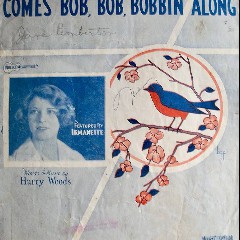 COMES BOB, BOB, BOBBIN' ALONG
FEATURED BY
IRMANETTE
Words & Music by
Harry Woods